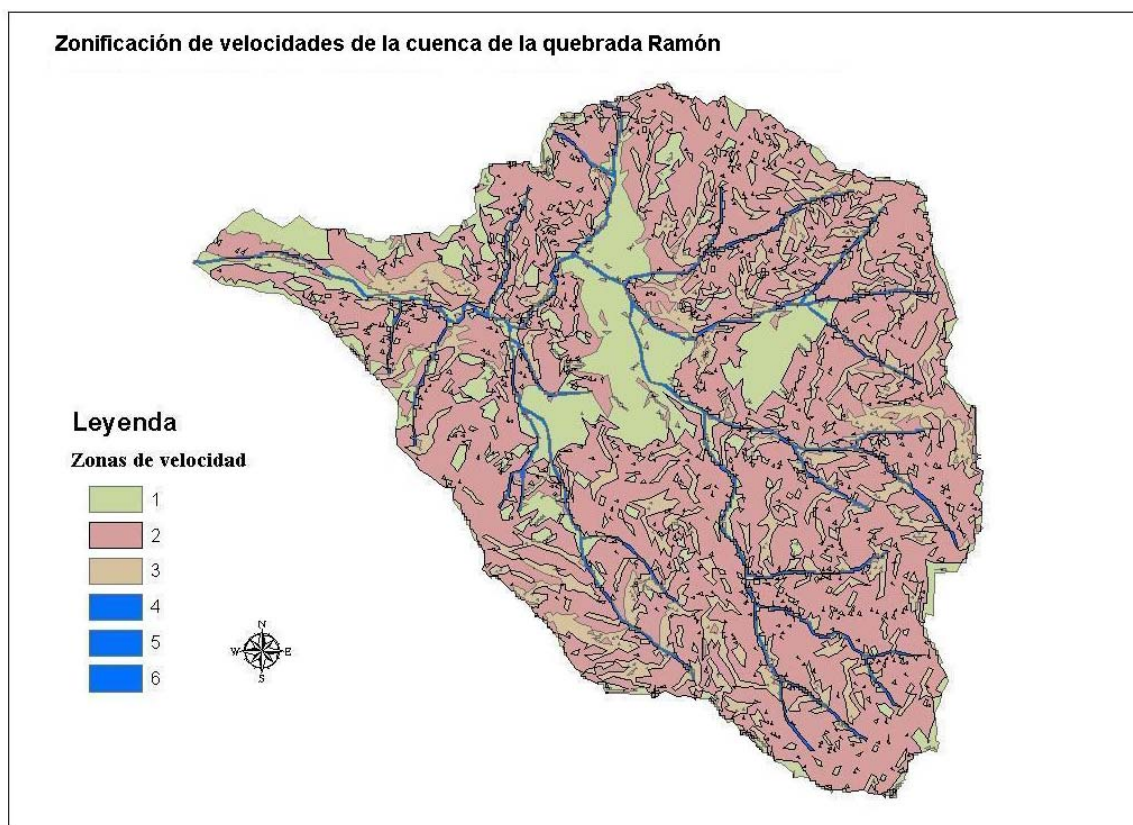 Zonificación de velocidades de la cuenca de la quebrada Ramón
Leyenda
Zonas de velocidad
1
2
3
4
5
6
N
W E
S